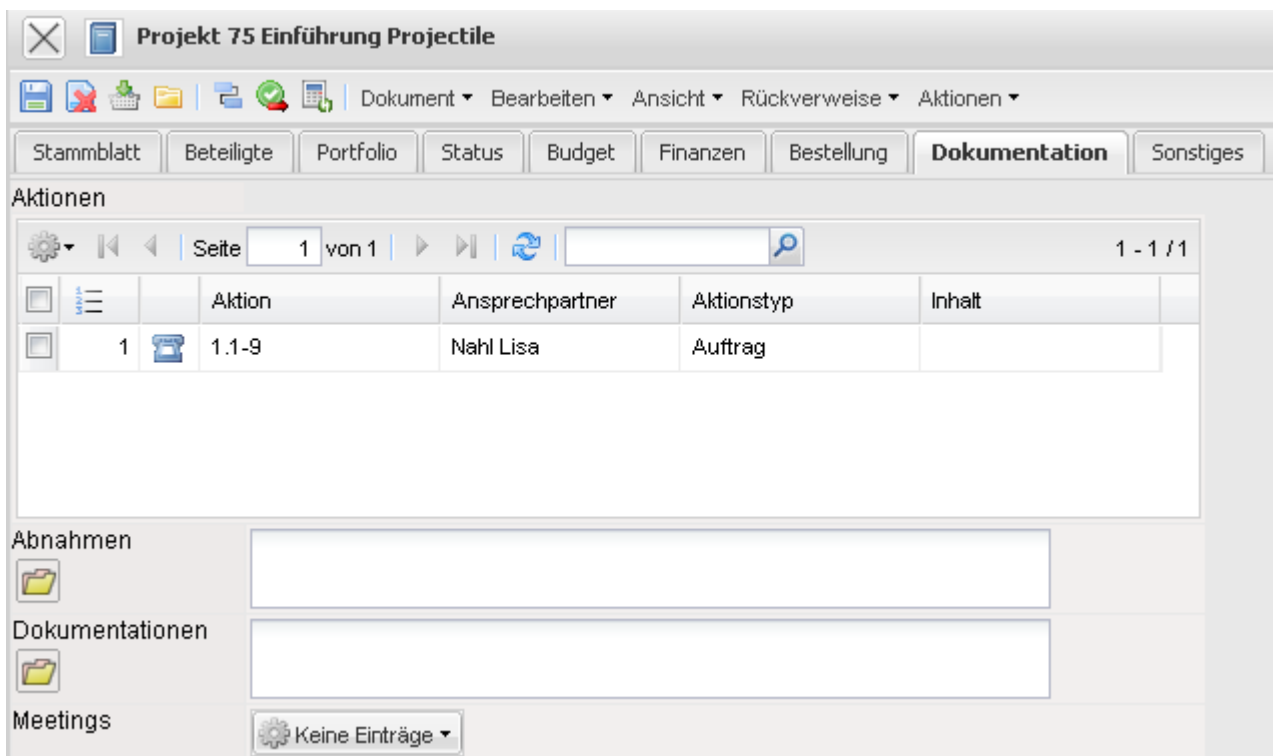 Projekt 75 Einführung Projectile
Dokument Bearbeiten Ansicht Rückverweise Aktionen
Stammblatt Beteiligte Portfolio Status Budget Finanzen Bestellung Dokumentation Sonstiges
Aktionen
Seite 1 von 1 1 - 1 / 1
Aktion Ansprechpartner Aktionstyp Inhalt
1 1.1-9 Nahl Lisa Auftrag
Abnahmen
Dokumentationen
Meetings Keine Einträge